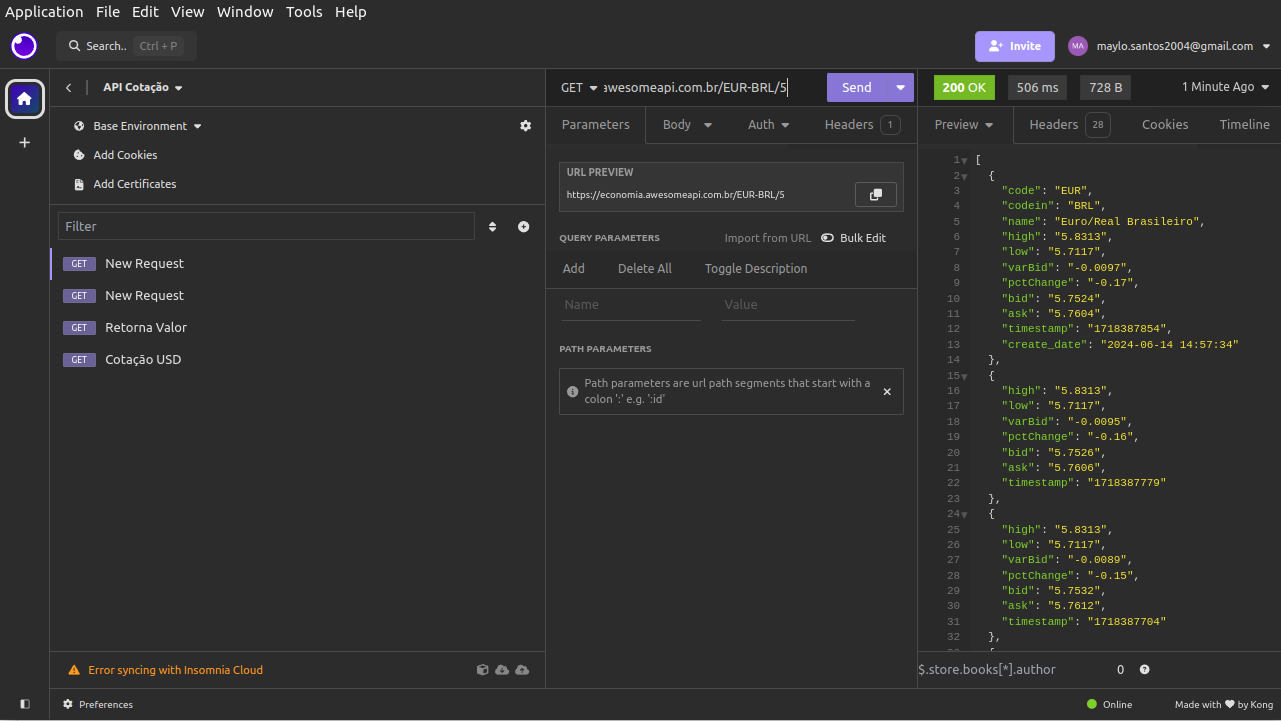 Application File Edit View Window Tools Help
Search.. Ctrl + P
Invite
MA maylo.santos2004@gmail.com
API Cotação
Base Environment
Add Cookies
Add Certificates
Filter
GET New Request
GET New Request
GET Retorna Valor
GET Cotação USD
Error syncing with Insomnia Cloud
GET awesomeapi.com.br/EUR-BRL/5 Send
Parameters Body Auth Headers 1
URL PREVIEW
https://economia.awesomeapi.com.br/EUR-BRL/5
QUERY PARAMETERS Import from URL Bulk Edit
Add Delete All Toggle Description
Name Value
PATH PARAMETERS
Path parameters are url path segments that start with a
colon ':' e.g. ':id'
200 OK 506 ms 728 B 1 Minute Ago
Preview Headers 28 Cookies Timeline
1 [
2 {
3 "code": "EUR",
4 "codein": "BRL",
5 "name": "Euro/Real Brasileiro",
6 "high": "5.8313",
7 "low": "5.7117",
8 "varBid": "-0.0097",
9 "pctChange": "-0.17",
10 "bid": "5.7524",
11 "ask": "5.7604",
12 "timestamp": "1718387854",
13 "create_date": "2024-06-14 14:57:34"
14 },
15 {
16 "high": "5.8313",
17 "low": "5.7117",
18 "varBid": "-0.0095",
19 "pctChange": "-0.16",
20 "bid": "5.7526",
21 "ask": "5.7606",
22 "timestamp": "1718387779"
23 },
24 {
25 "high": "5.8313",
26 "low": "5.7117",
27 "varBid": "-0.0089",
28 "pctChange": "-0.15",
29 "bid": "5.7532",
30 "ask": "5.7612",
31 "timestamp": "1718387704"
32 },
$.store.books[*].author 0
Preferences
Online Made with ♥ by Kong